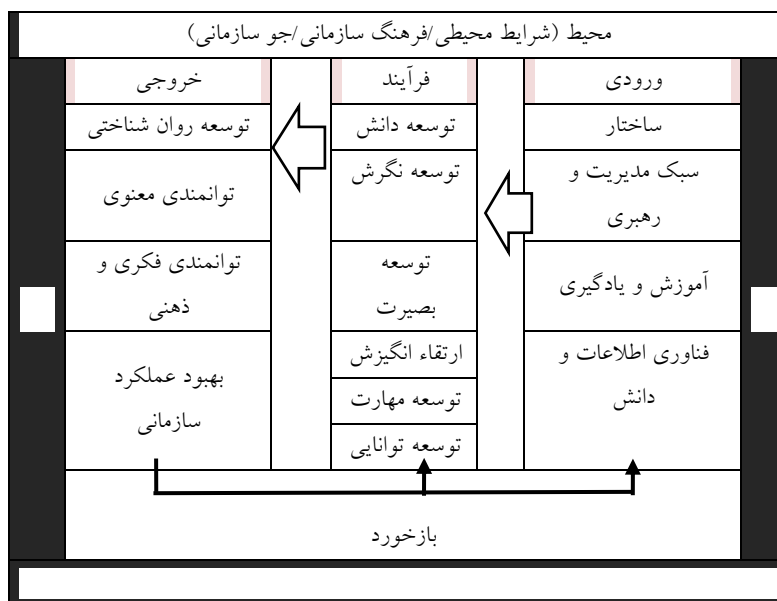 محیط (شرایط محیطی/فرهنگ سازمانی/جو سازمانی)
ورودی
فرآیند
خروجی
ساختار
توسعه دانش
توسعه روان شناختی
سبک مدیریت و
رهبری
توسعه نگرش
توانمندی معنوی
آموزش و یادگیری
توسعه
بصیرت
توانمندی فکری و
ذهنی
فناوری اطلاعات و
دانش
ارتقاء انگیزش
توسعه مهارت
توسعه توانایی
بهبود عملکرد
سازمانی
بازخورد